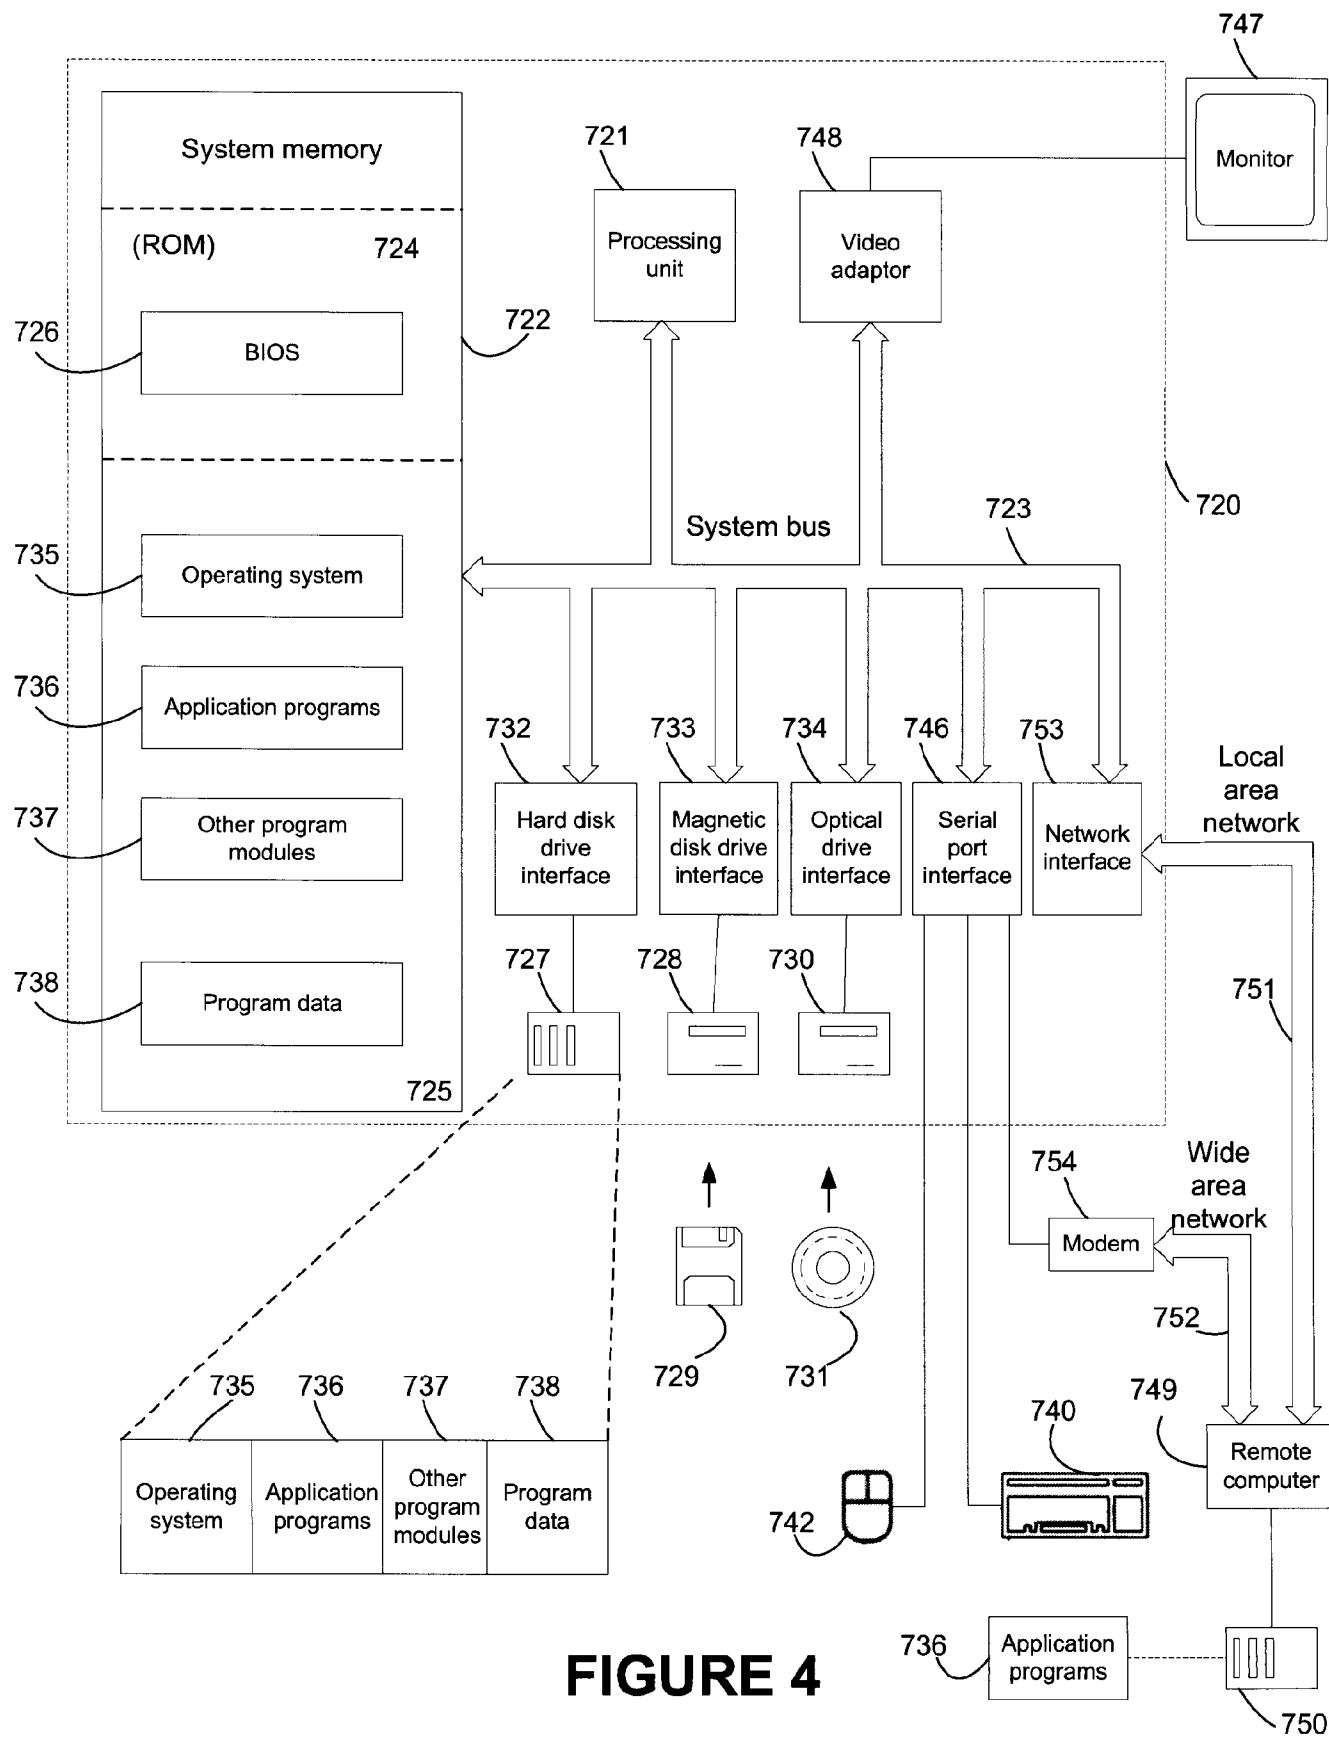 747
System memory
721
748
Monitor
(ROM)
724
Processing
unit
Video
adaptor
726
BIOS
722
720
723
System bus
735
Operating system
736
Application programs
732
733
734
746
753
Local
area
network
737
Other program
modules
Hard disk
drive
interface
Magnetic
disk drive
interface
Optical
drive
interface
Serial
port
interface
Network
interface
738
Program data
727
728
730
751
725
754
Wide
area
network
Modem
752
729
731
735
736
737
738
740
749
Operating
system
Application
programs
Other
program
modules
Program
data
742
Remote
computer
736
Application
programs
FIGURE 4
750